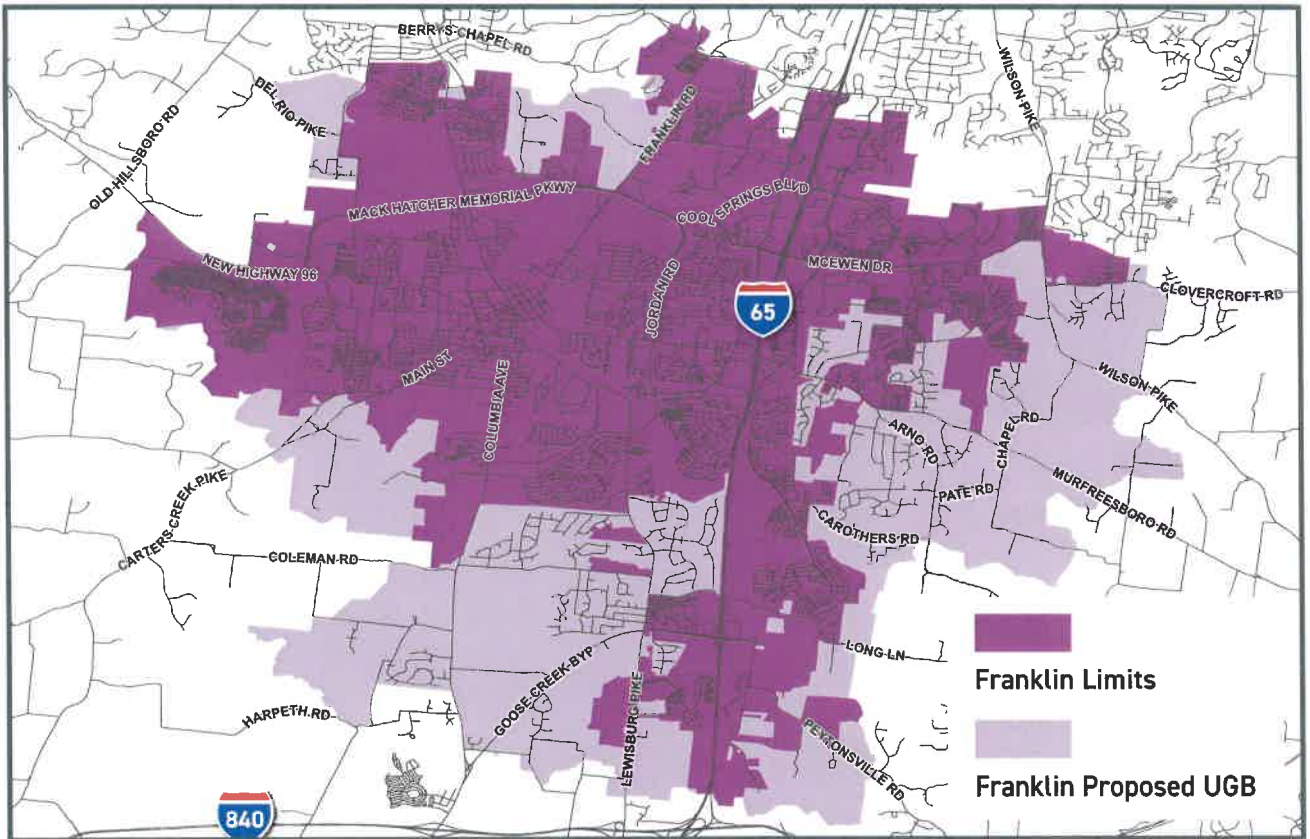 BERRYS CHAPEL RD
WILSON PIKE
DEL RIO PIKE
OLD HILLSBORO RD
FRANKLIN RD
MACK HATCHER MEMORIAL PKWY
COOL SPRINGS BLVD
NEW HIGHWAY 96
JORDAN RD
MCEWEN DR
CLOVERCROFT RD
65
MAIN ST
COLUMBIA AVE
WILSON PIKE
ARNO RD
CHAPEL RD
PATE RD
MURFREESBORO RD
CARTERS CREEK PIKE
CAROTHERS RD
COLEMAN RD
LONG LN
GOOSE CREEK BYP
LEWISBURG PIKE
HARPETH RD
PEYTONSVILLE RD
840
Franklin Limits
Franklin Proposed UGB